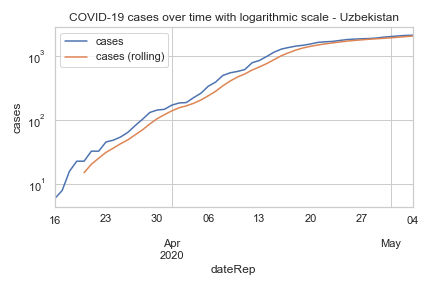 COVID-19 cases over time with logarithmic scale - Uzbekistan
cases
cases (rolling)
cases
10³
10²
10¹
16 23 30 06 13 20 27 04
Apr May
2020
dateRep